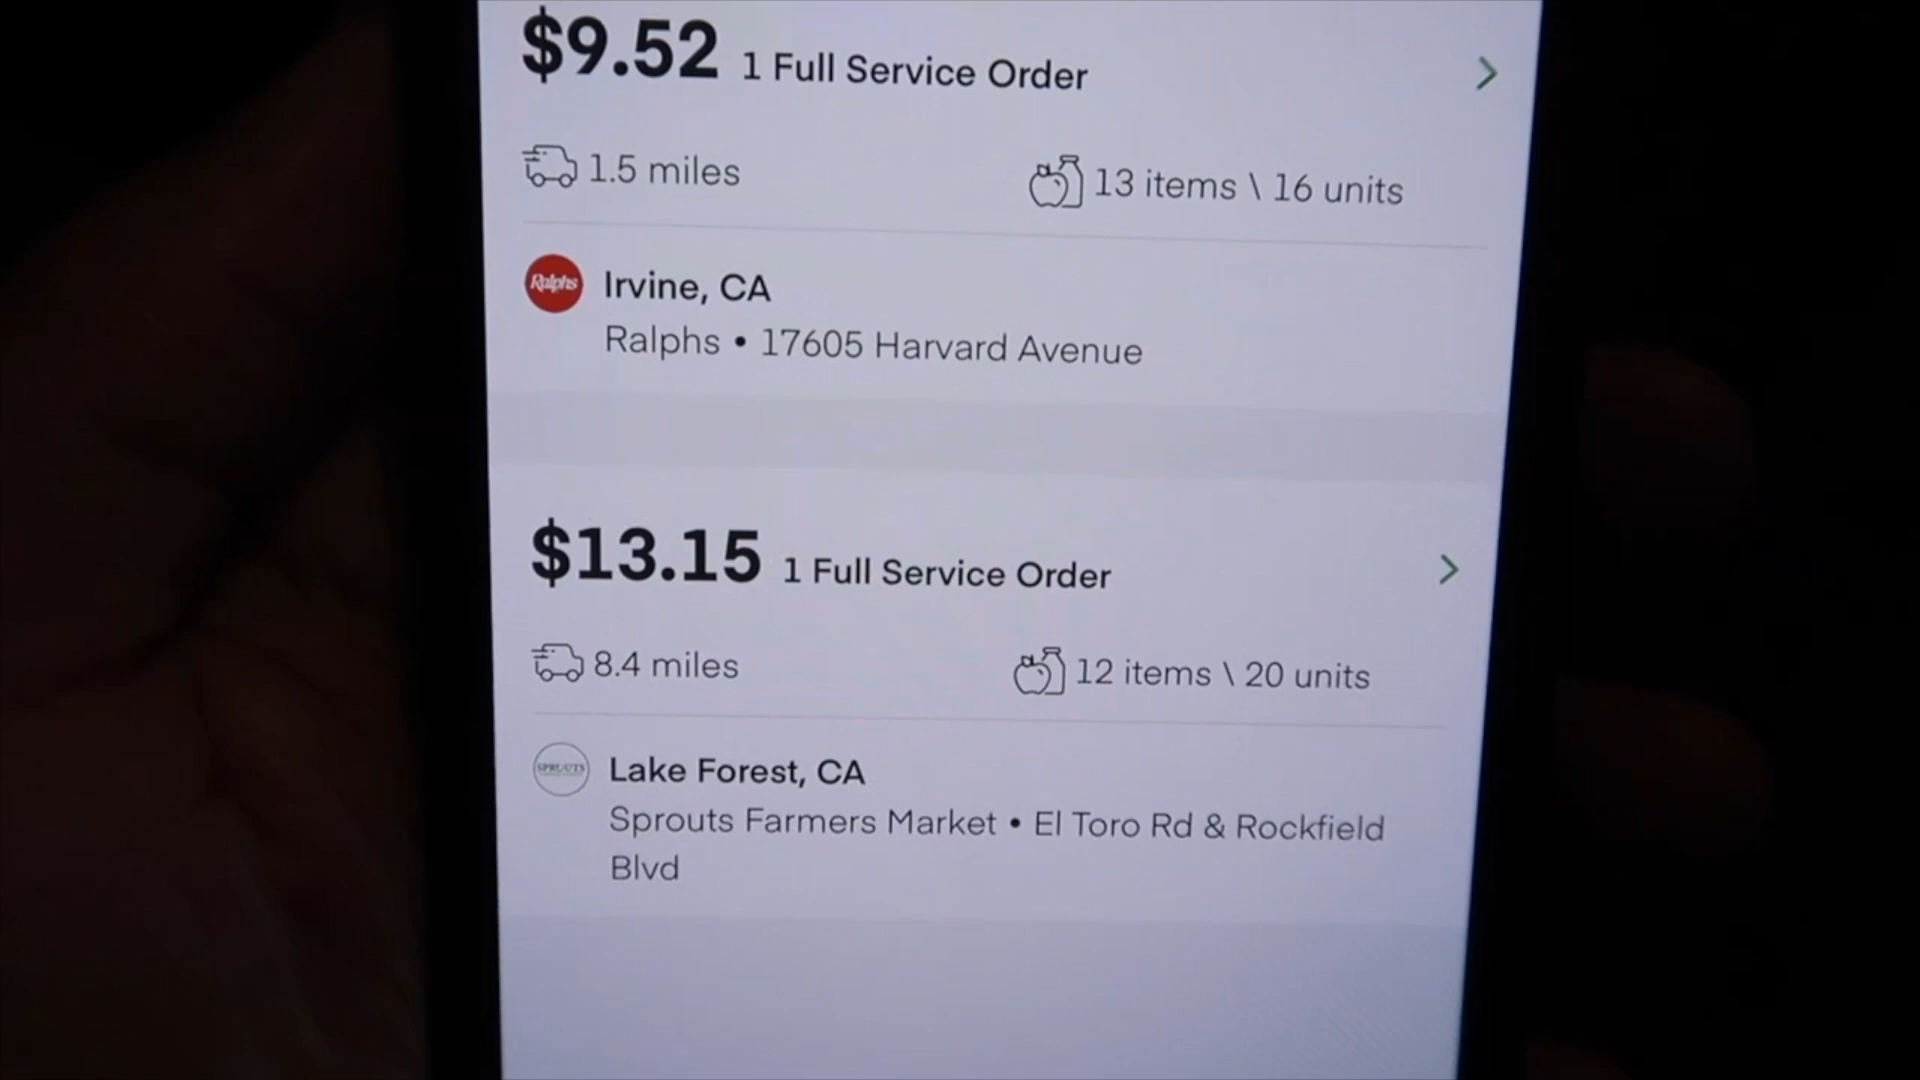 $9.52 1 Full Service Order
1.5 miles
13 items \ 16 units
Ralphs
Irvine, CA
Ralphs • 17605 Harvard Avenue
$13.15 1 Full Service Order
8.4 miles
12 items \ 20 units
SPROUTS
Lake Forest, CA
Sprouts Farmers Market • El Toro Rd & Rockfield
Blvd